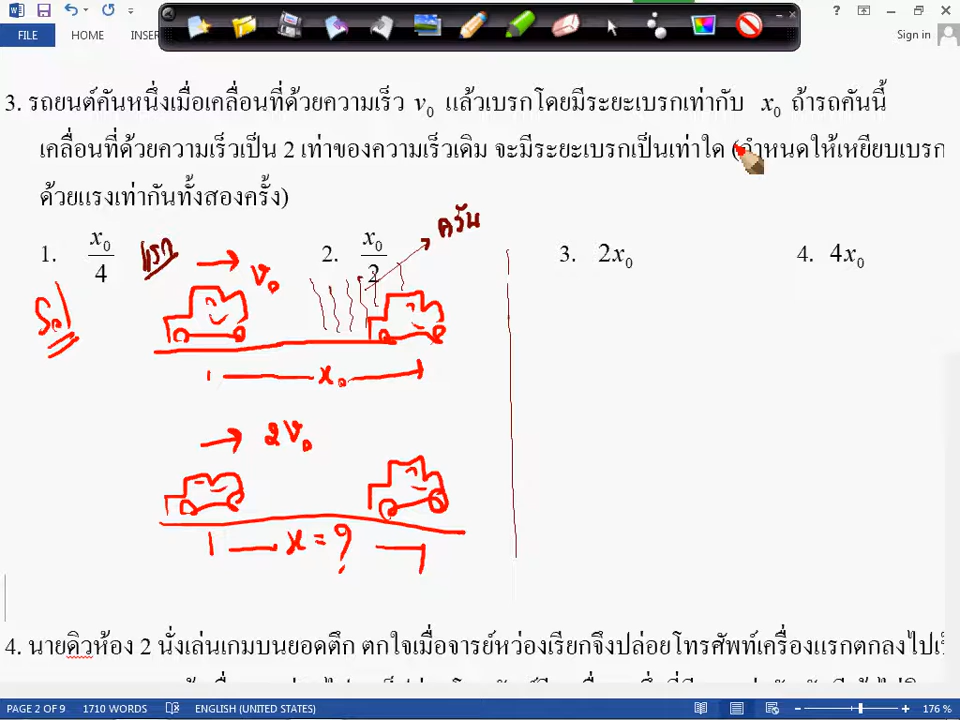 ?
FILE HOME INSER Sign in
3. รถยนต์คันหนึ่งเมื่อเคลื่อนที่ด้วยความเร็ว v₀ แล้วเบรกโดยมีระยะเบรกเท่ากับ x₀ ถ้ารถคันนี้
เคลื่อนที่ด้วยความเร็วเป็น 2 เท่าของความเร็วเดิม จะมีระยะเบรกเป็นเท่าใด (กำหนดให้เหยียบเบรก
ด้วยแรงเท่ากันทั้งสองครั้ง)
1. x₀/4 แรก 2. x₀/2 ควัน 3. 2x₀ 4. 4x₀
Sol
v₀
x₀
2v₀
x = ?
4. นายดิวห้อง 2 นั่งเล่นเกมบนยอดตึก ตกใจเมื่อจารย์หว่องเรียกจึงปล่อยโทรศัพท์เครื่องแรกตกลงไป
PAGE 2 OF 9 1710 WORDS ENGLISH (UNITED STATES) 176 %